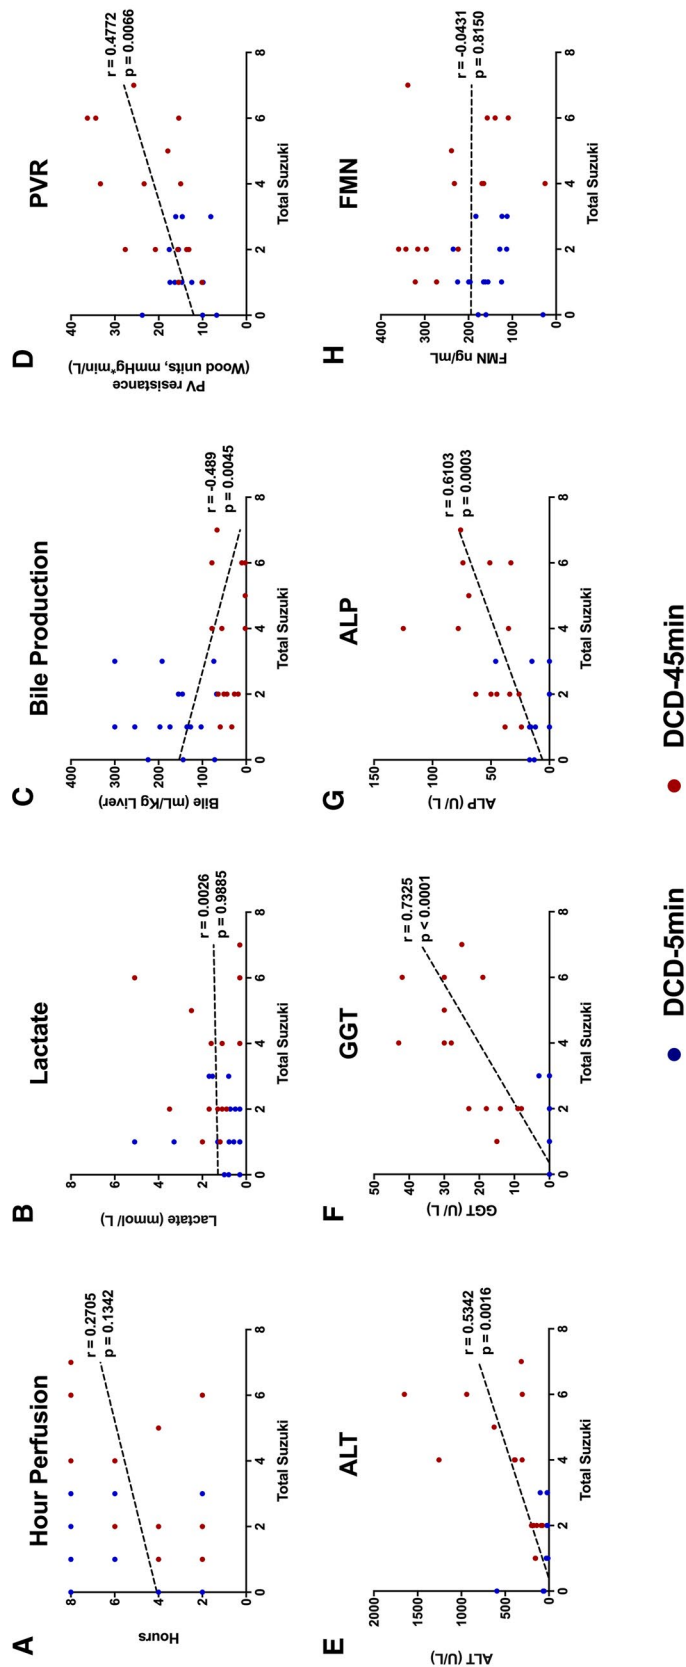 A
Hour Perfusion
r = 0.2705
p = 0.1342
Hours
8
6
4
2
0
0 2 4 6 8
Total Suzuki
B
Lactate
r = 0.0026
p = 0.9885
Lactate (mmol/ L)
8
6
4
2
0
0 2 4 6 8
Total Suzuki
C
Bile Production
r = -0.489
p = 0.0045
Bile (mL/Kg Liver)
400
300
200
100
0
0 2 4 6 8
Total Suzuki
D
PVR
r = 0.4772
p = 0.0066
PV resistance
(Wood units, mmHg*min/L)
40
30
20
10
0
0 2 4 6 8
Total Suzuki
E
ALT
r = 0.5342
p = 0.0016
ALT (U/L)
2000
1500
1000
500
0
0 2 4 6 8
Total Suzuki
F
GGT
r = 0.7325
p < 0.0001
GGT (U/ L)
50
40
30
20
10
0
0 2 4 6 8
Total Suzuki
G
ALP
r = 0.6103
p = 0.0003
ALP (U/ L)
150
100
50
0
0 2 4 6 8
Total Suzuki
H
FMN
r = -0.0431
p = 0.8150
FMN ng/mL
400
300
200
100
0
0 2 4 6 8
Total Suzuki
DCD-5min
DCD-45min